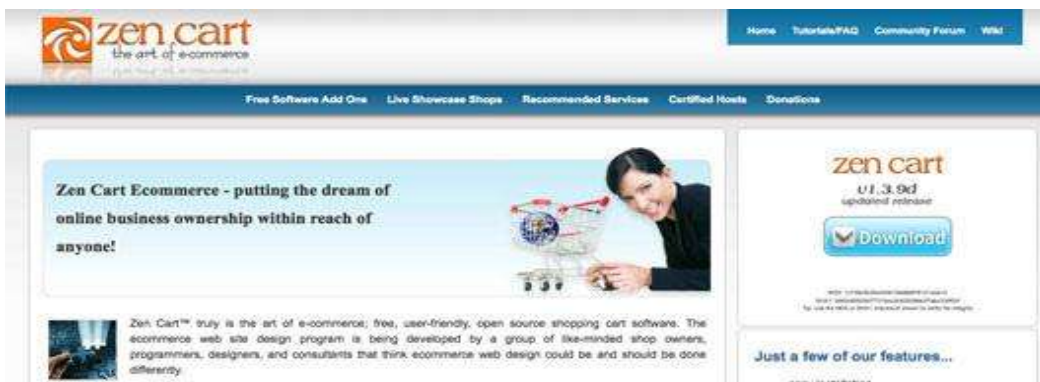 zen cart
the art of e-commerce
Home Tutorials/FAQ Community Forum Wiki
Free Software Add Ons Live Showcase Shops Recommended Services Certified Hosts Donations
Zen Cart Ecommerce - putting the dream of
online business ownership within reach of
anyone!
zen cart
v1.3.9d
updated release
Download
Zen Cart™ truly is the art of e-commerce; free, user-friendly, open source shopping cart software. The
ecommerce web site design program is being developed by a group of like-minded shop owners,
programmers, designers, and consultants that think ecommerce web design could be and should be done
differently.
Just a few of our features...